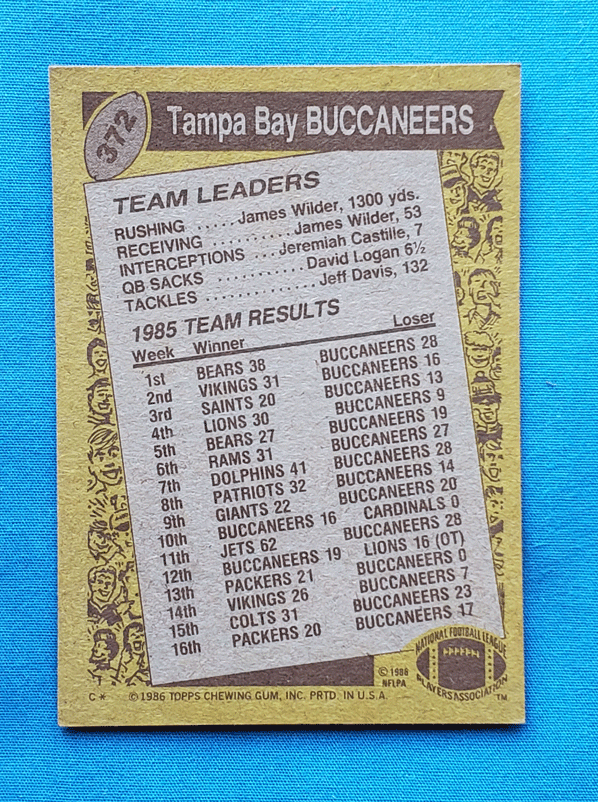 372
Tampa Bay BUCCANEERS
TEAM LEADERS
RUSHING ..... James Wilder, 1300 yds.
RECEIVING .......... James Wilder, 53
INTERCEPTIONS ... Jeremiah Castille, 7
QB SACKS .......... David Logan 6½
TACKLES ............. Jeff Davis, 132
1985 TEAM RESULTS
Week Winner Loser
1st BEARS 38 BUCCANEERS 28
2nd VIKINGS 31 BUCCANEERS 16
3rd SAINTS 20 BUCCANEERS 13
4th LIONS 30 BUCCANEERS 9
5th BEARS 27 BUCCANEERS 19
6th RAMS 31 BUCCANEERS 27
7th DOLPHINS 41 BUCCANEERS 28
8th PATRIOTS 32 BUCCANEERS 14
9th GIANTS 22 BUCCANEERS 20
10th BUCCANEERS 16 CARDINALS 0
11th JETS 62 BUCCANEERS 28
12th BUCCANEERS 19 LIONS 16 (OT)
13th PACKERS 21 BUCCANEERS 0
14th VIKINGS 26 BUCCANEERS 7
15th COLTS 31 BUCCANEERS 23
16th PACKERS 20 BUCCANEERS 17
© 1986
NFLPA
NATIONAL FOOTBALL LEAGUE
PLAYERS ASSOCIATION
TM
C* © 1986 TOPPS CHEWING GUM, INC. PRTD. IN U.S.A.